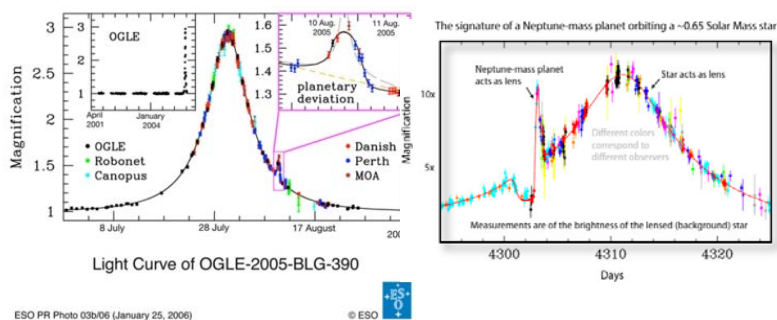 OGLE
April
2001
January
2004
10 Aug.
2005
11 Aug.
2005
1.6
1.5
1.4
1.3
planetary
deviation
3
2.5
2
1.5
1
Magnification
OGLE
Robonet
Canopus
Danish
Perth
MOA
8 July
28 July
17 August
200
Light Curve of OGLE-2005-BLG-390
ESO PR Photo 03b/06 (January 25, 2006)
© ESO
ESO
The signature of a Neptune-mass planet orbiting a ~0.65 Solar Mass star
Neptune-mass planet
acts as lens
Star acts as lens
Different colors
correspond to
different observers
Measurements are of the brightness of the lensed (background) star
10x
5x
Magnification
4300
4310
4320
Days